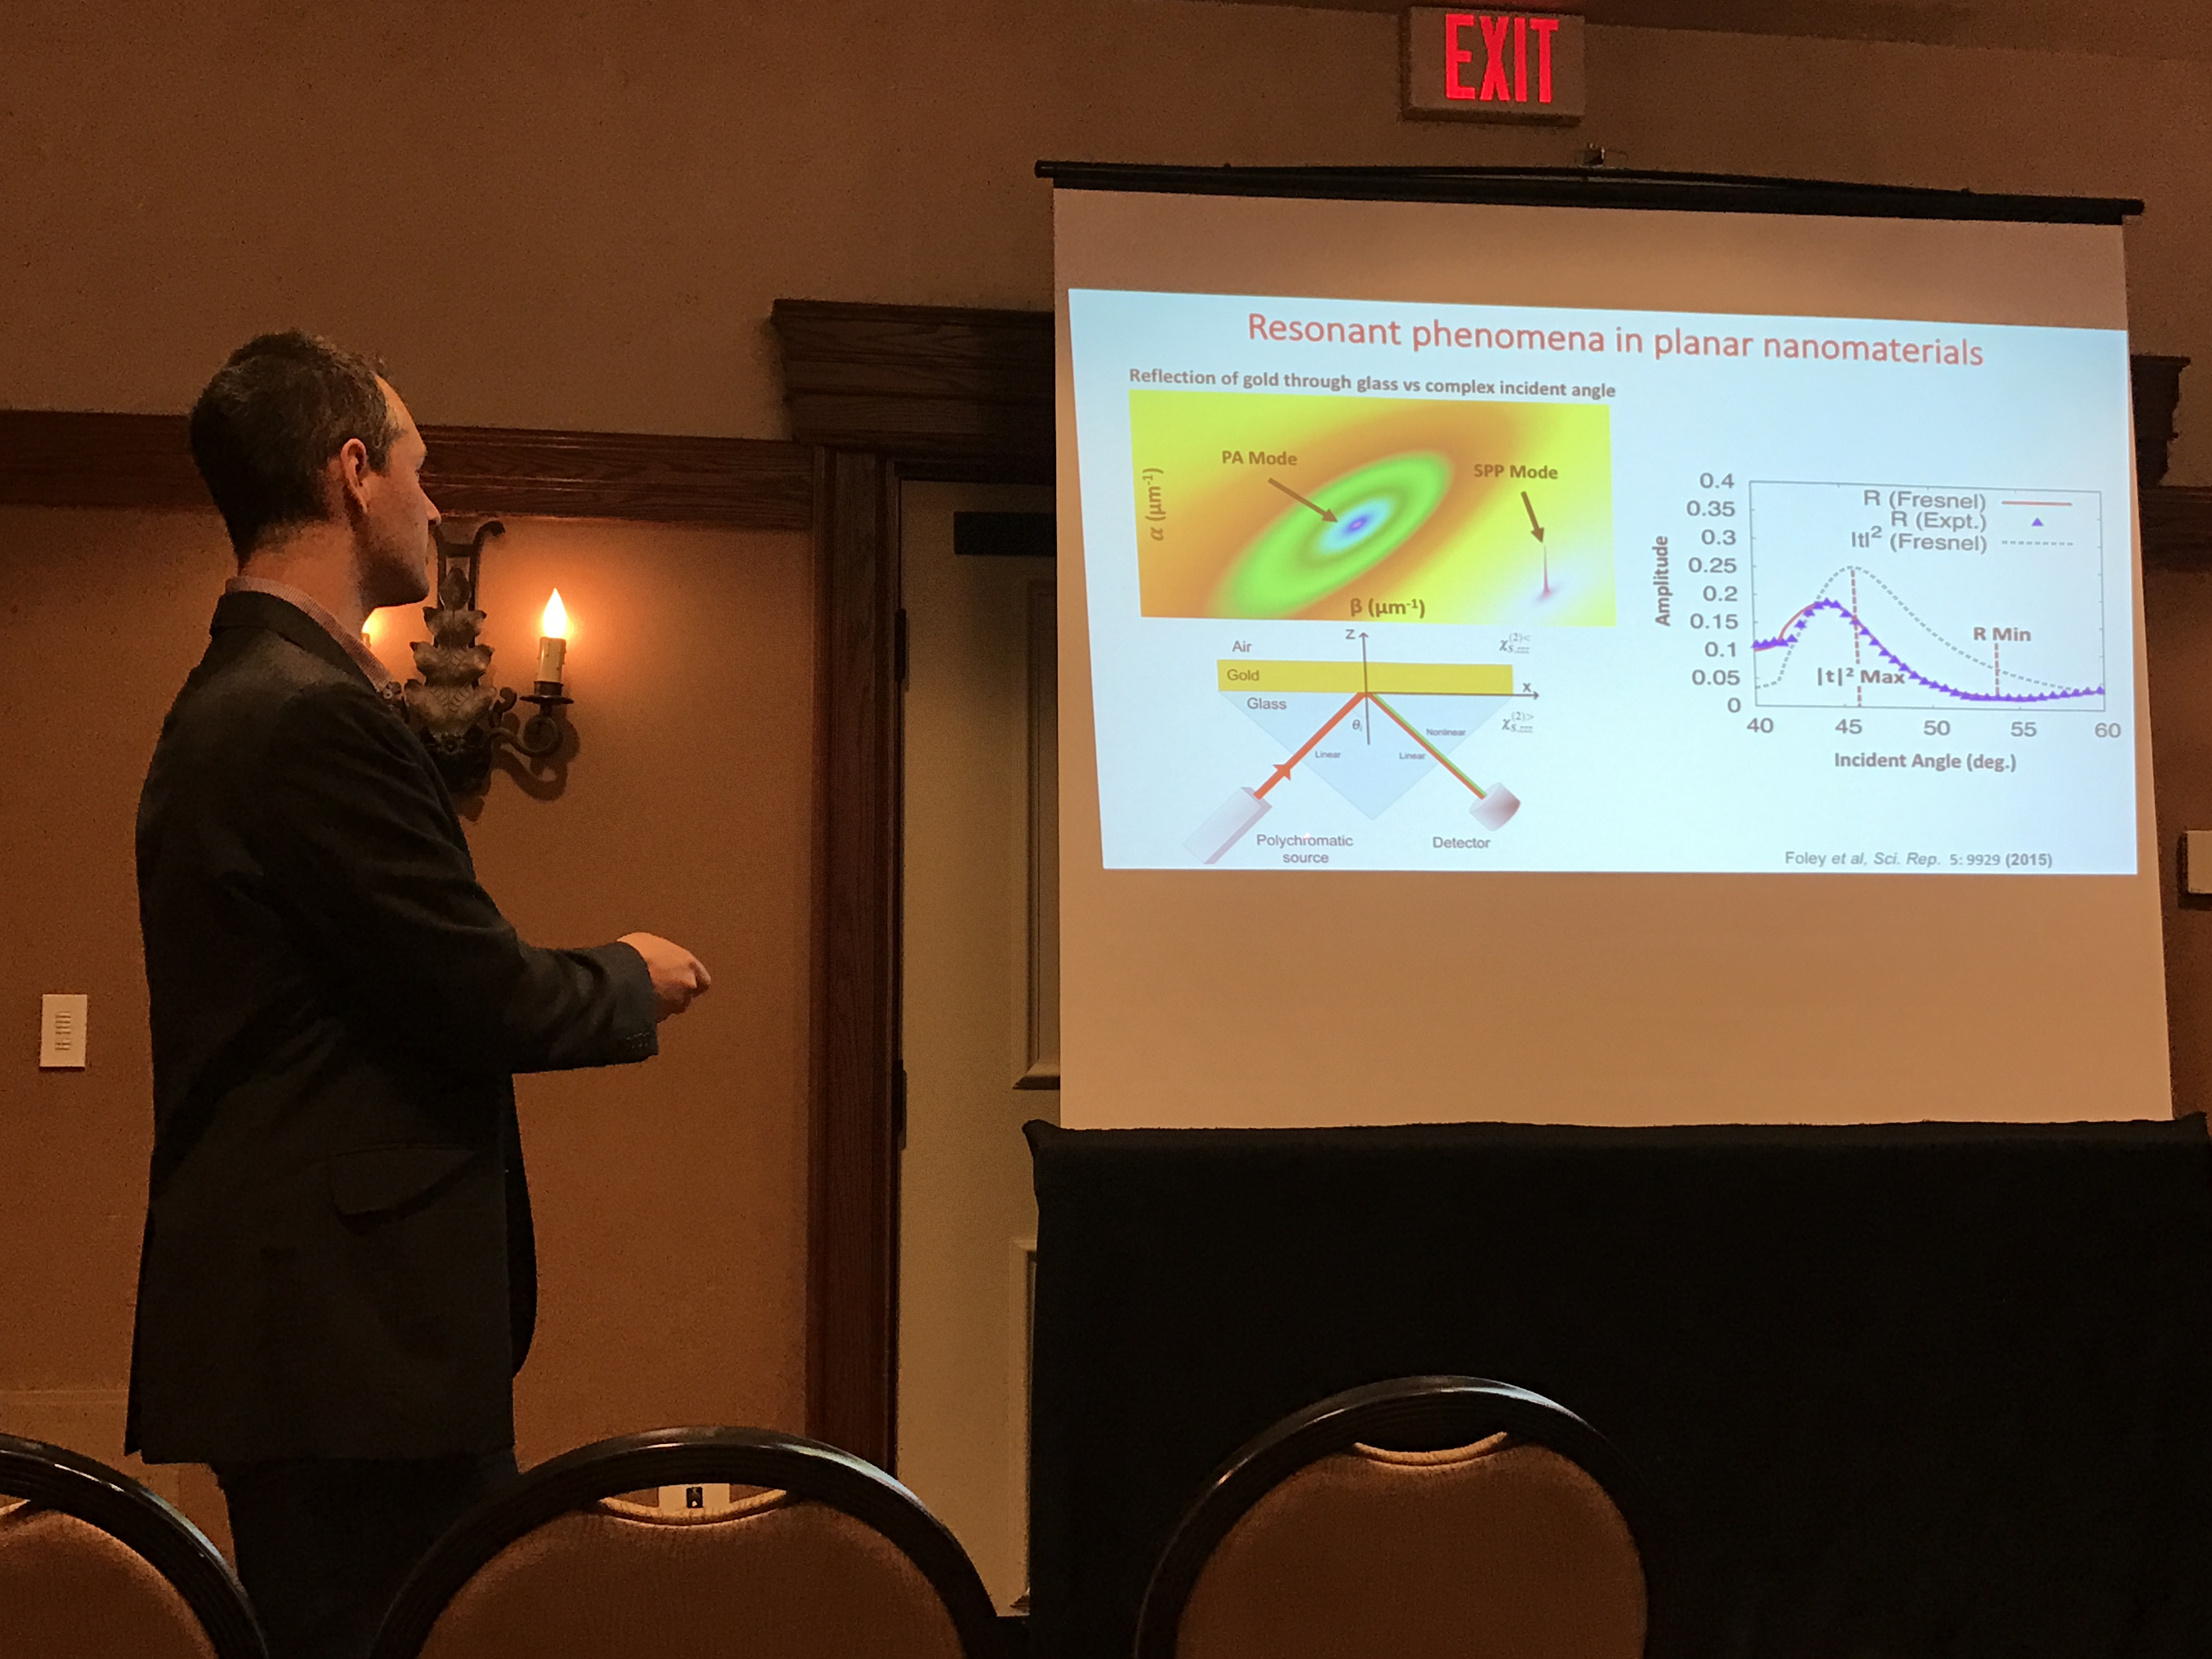 EXIT
Resonant phenomena in planar nanomaterials
Reflection of gold through glass vs complex incident angle
PA Mode
SPP Mode
α (μm⁻¹)
β (μm⁻¹)
Air
Gold
Glass
z
x
θᵢ
Linear
Linear
Nonlinear
Polychromatic
source
Detector
0.4
0.35
0.3
0.25
0.2
0.15
0.1
0.05
0
Amplitude
R (Fresnel)
R (Expt.)
|t|² (Fresnel)
R Min
|t|² Max
40 45 50 55 60
Incident Angle (deg.)
Foley et al, Sci. Rep. 5: 9929 (2015)